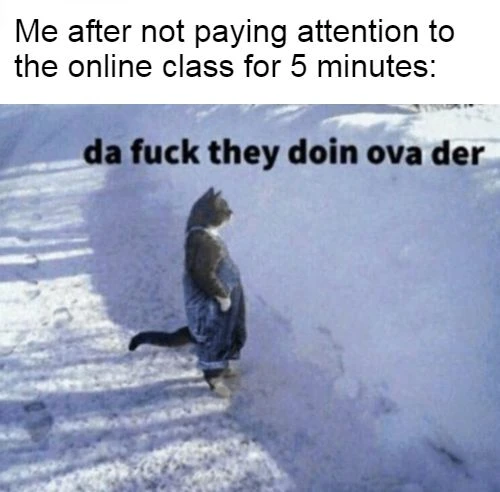 Me after not paying attention to
the online class for 5 minutes:
da fuck they doin ova der